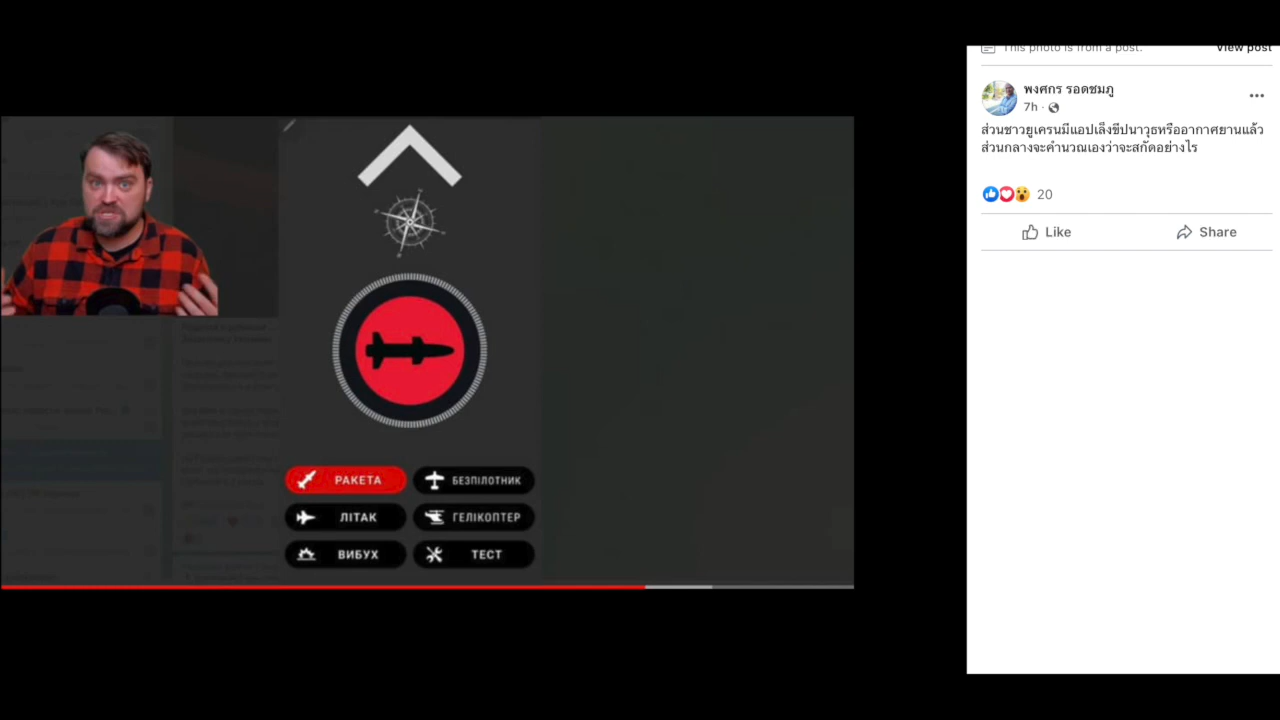 РАКЕТА
БЕЗПІЛОТНИК
ЛІТАК
ГЕЛІКОПТЕР
ВИБУХ
ТЕСТ
This photo is from a post.
View post
พงศกร รอดชมภู
7h ·
ส่วนชาวยูเครนมีแอปเล็งขีปนาวุธหรืออากาศยานแล้ว
ส่วนกลางจะคำนวณเองว่าจะสกัดอย่างไร
20
Like
Share